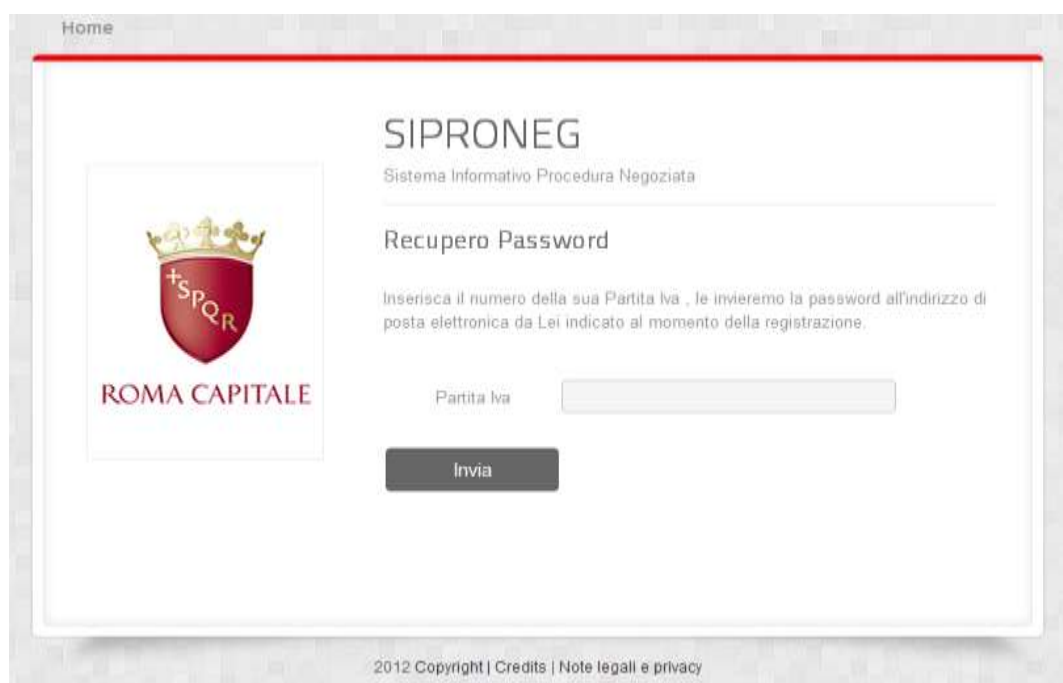 Home
SIPRONEG
Sistema Informativo Procedura Negoziata
+SPQR
ROMA CAPITALE
Recupero Password
Inserisca il numero della sua Partita Iva , le invieremo la password all'indirizzo di
posta elettronica da Lei indicato al momento della registrazione.
Partita Iva
Invia
2012 Copyright | Credits | Note legali e privacy